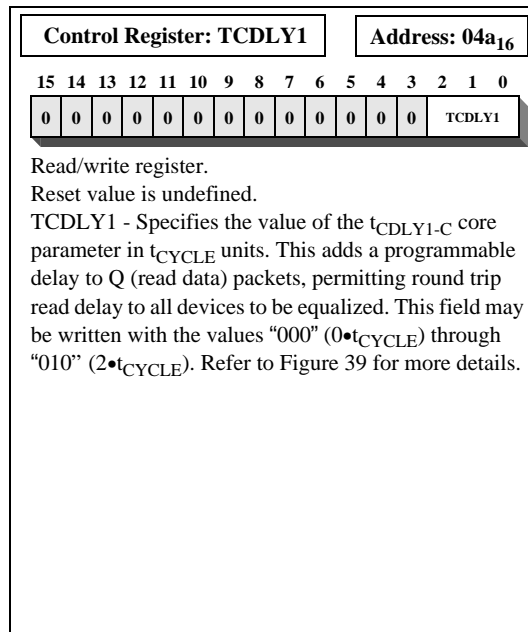 Control Register: TCDLY1 Address: 04a₁₆
15 14 13 12 11 10 9 8 7 6 5 4 3 2 1 0
0 0 0 0 0 0 0 0 0 0 0 0 0 TCDLY1
Read/write register.
Reset value is undefined.
TCDLY1 - Specifies the value of the t_CDLY1-C core
parameter in t_CYCLE units. This adds a programmable
delay to Q (read data) packets, permitting round trip
read delay to all devices to be equalized. This field may
be written with the values “000” (0•t_CYCLE) through
“010” (2•t_CYCLE). Refer to Figure 39 for more details.